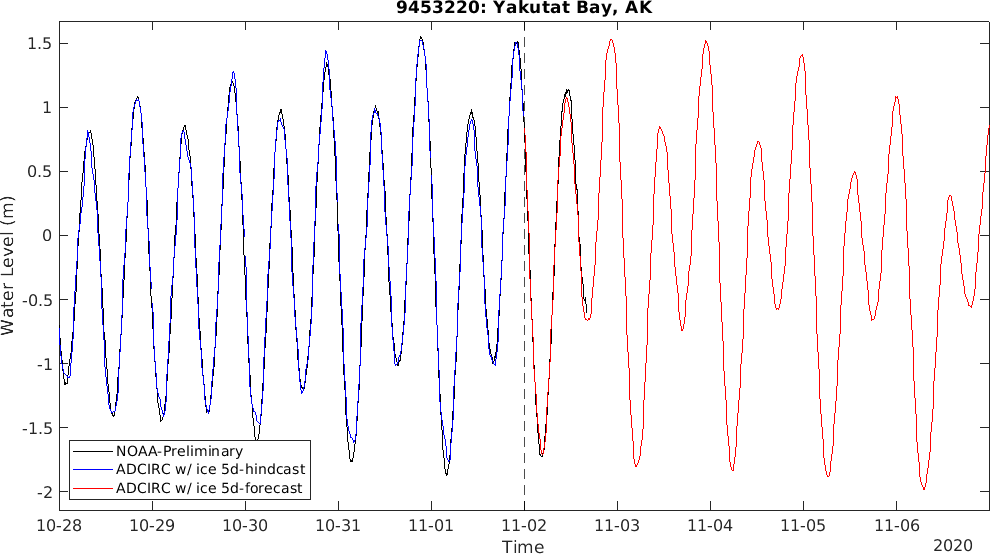 9453220: Yakutat Bay, AK
Water Level (m)
1.5
1
0.5
0
-0.5
-1
-1.5
-2
NOAA-Preliminary
ADCIRC w/ ice 5d-hindcast
ADCIRC w/ ice 5d-forecast
10-28 10-29 10-30 10-31 11-01 11-02 11-03 11-04 11-05 11-06
Time
2020